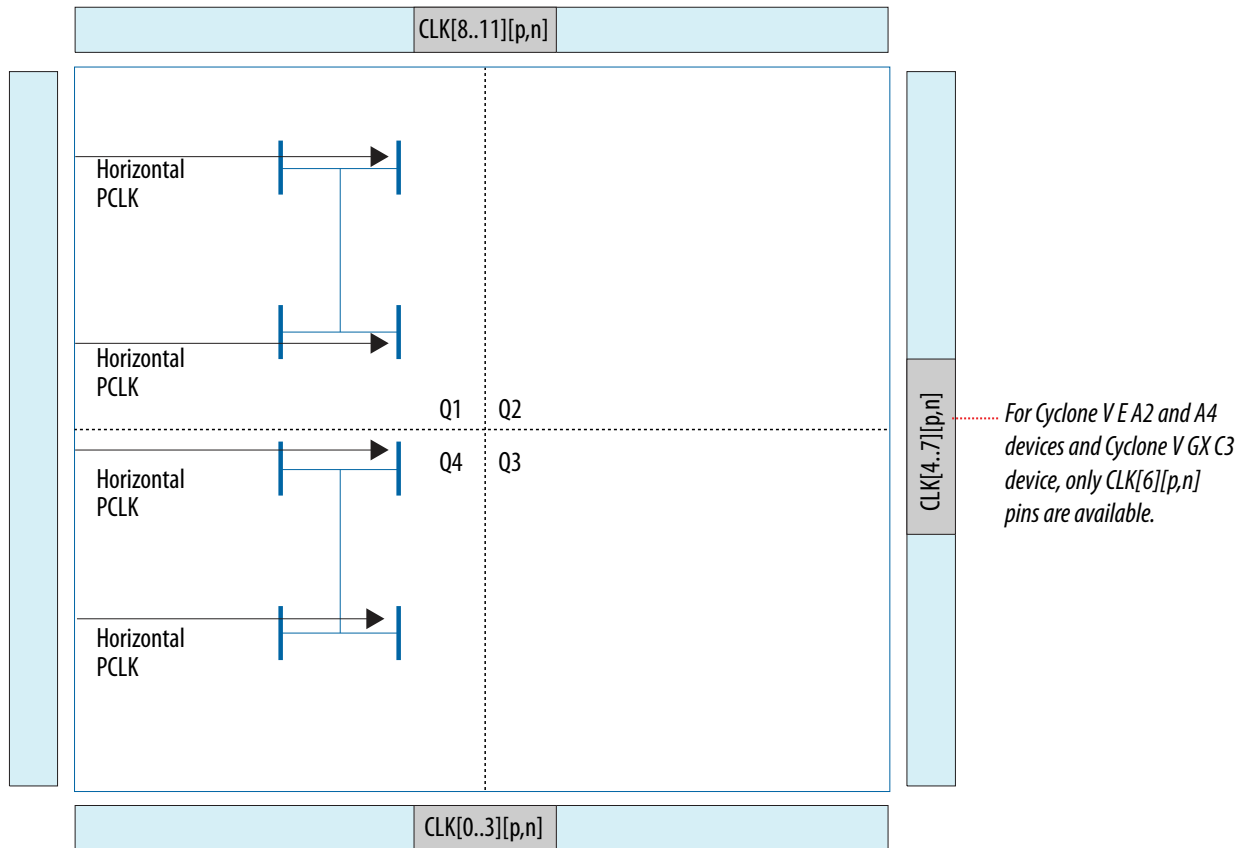 CLK[8..11][p,n]
Horizontal
PCLK
Horizontal
PCLK
Q1 Q2
Q4 Q3
Horizontal
PCLK
Horizontal
PCLK
CLK[4..7][p,n]
For Cyclone V E A2 and A4
devices and Cyclone V GX C3
device, only CLK[6][p,n]
pins are available.
CLK[0..3][p,n]